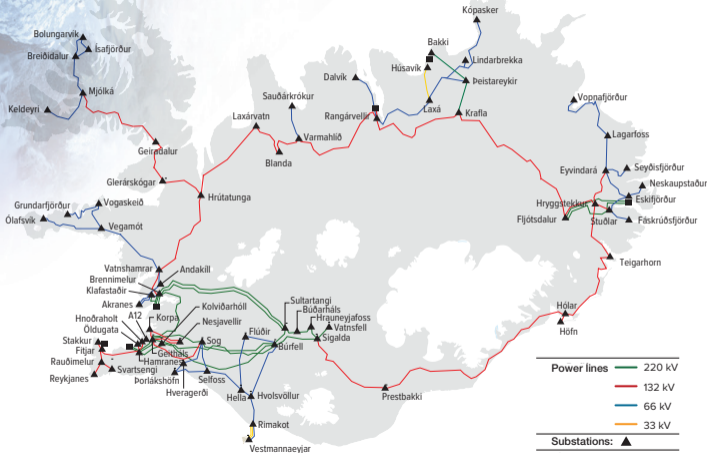 Kópasker
Bolungarvík
Ísafjörður
Breiðidalur
Bakki
Lindarbrekka
Húsavík
Dalvík
Þeistareykir
Mjólká
Keldeyri
Sauðárkrókur
Laxá
Vopnafjörður
Laxárvatn
Rangárvellir
Krafla
Varmahlíð
Lagarfoss
Geiradalur
Blanda
Eyvindará
Seyðisfjörður
Glerárskógar
Neskaupstaður
Hrútatunga
Hryggstekkur
Eskifjörður
Vogaskeið
Grundarfjörður
Ólafsvík
Fljótsdalur
Stuðlar
Fáskrúðsfjörður
Vegamót
Teigarhorn
Vatnshamrar
Andakíll
Brennimelur
Klafastaðir
Akranes
Sultartangi
Búðarháls
Hrauneyjafoss
Vatnsfell
Sigalda
Hólar
Höfn
Korpa
Kolviðarhóll
A12
Hnoðraholt
Öldugata
Nesjavellir
Sog
Flúðir
Búrfell
Stakkur
Fitjar
Rauðimelur
Reykjanes
Svartsengi
Geitháls
Hamranes
Þorlákshöfn
Hveragerði
Selfoss
Hella
Hvolsvöllur
Rimakot
Vestmannaeyjar
Prestbakki
Power lines
220 kV
132 kV
66 kV
33 kV
Substations: